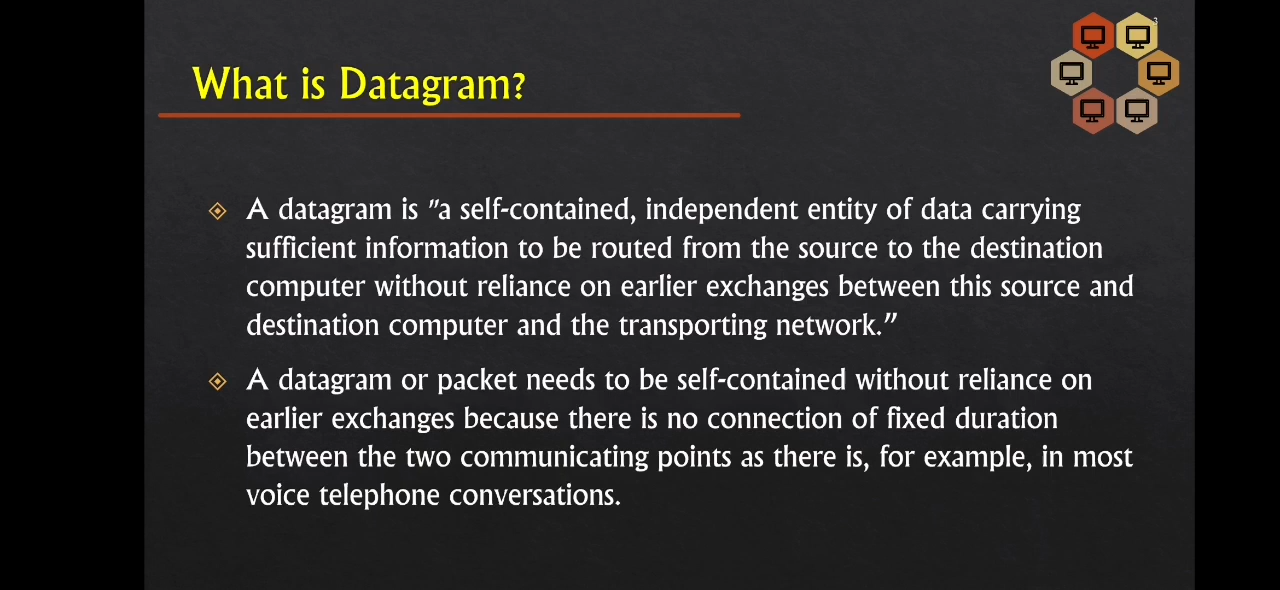 3
What is Datagram?
A datagram is "a self-contained, independent entity of data carrying
sufficient information to be routed from the source to the destination
computer without reliance on earlier exchanges between this source and
destination computer and the transporting network.”
A datagram or packet needs to be self-contained without reliance on
earlier exchanges because there is no connection of fixed duration
between the two communicating points as there is, for example, in most
voice telephone conversations.